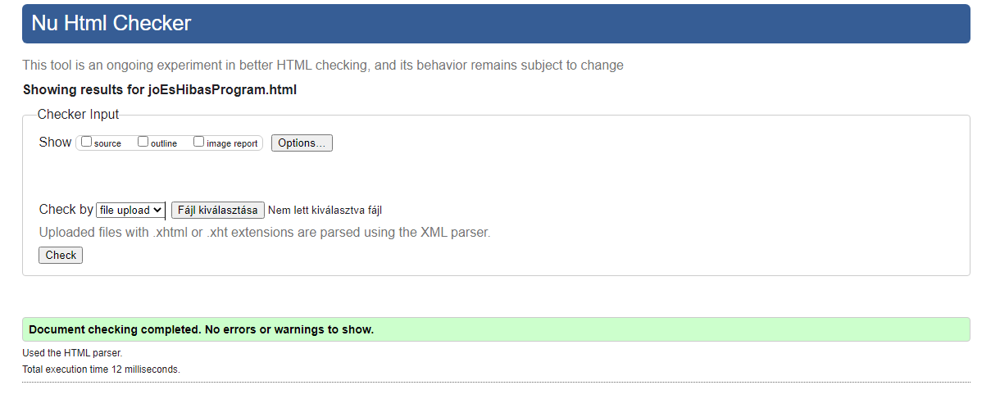 Nu Html Checker
This tool is an ongoing experiment in better HTML checking, and its behavior remains subject to change
Showing results for joEsHibasProgram.html
Checker Input
Show source outline image report Options...
Check by file upload Fájl kiválasztása Nem lett kiválasztva fájl
Uploaded files with .xhtml or .xht extensions are parsed using the XML parser.
Check
Document checking completed. No errors or warnings to show.
Used the HTML parser.
Total execution time 12 milliseconds.